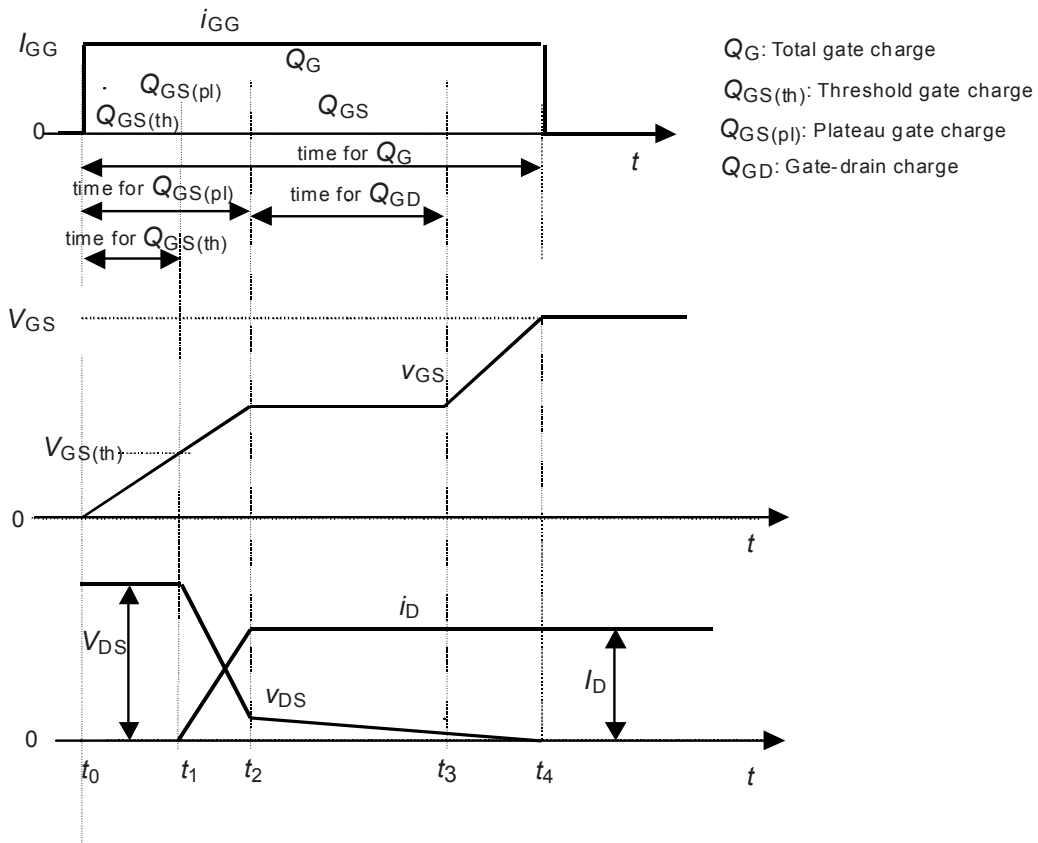 iGG
IGG
QG
QGS(pl)
QGS
QGS(th)
0
t
time for QG
time for QGS(pl)
time for QGD
time for QGS(th)
QG: Total gate charge
QGS(th): Threshold gate charge
QGS(pl): Plateau gate charge
QGD: Gate-drain charge
VGS
vGS
VGS(th)
0
t
iD
VDS
ID
vDS
0
t0
t1
t2
t3
t4
t